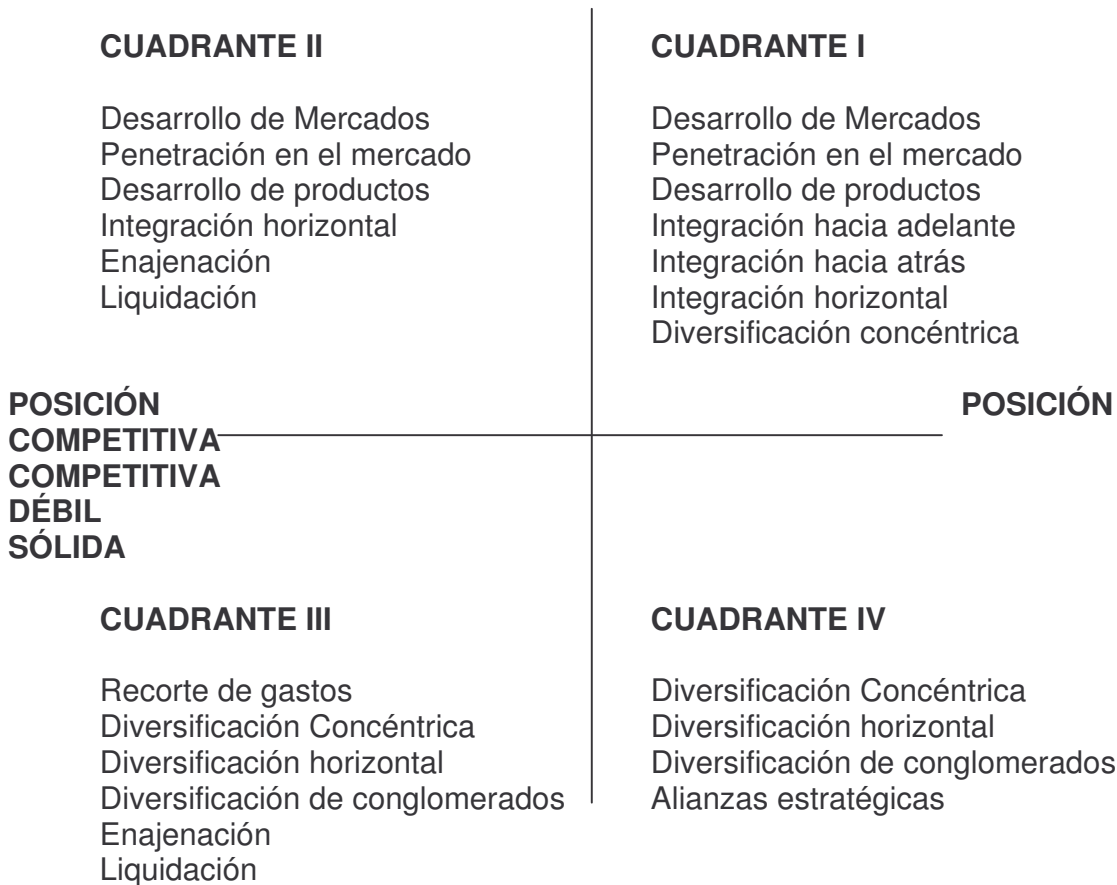 CUADRANTE II
Desarrollo de Mercados
Penetración en el mercado
Desarrollo de productos
Integración horizontal
Enajenación
Liquidación
CUADRANTE I
Desarrollo de Mercados
Penetración en el mercado
Desarrollo de productos
Integración hacia adelante
Integración hacia atrás
Integración horizontal
Diversificación concéntrica
POSICIÓN
POSICIÓN
COMPETITIVA
COMPETITIVA
DÉBIL
SÓLIDA
CUADRANTE III
Recorte de gastos
Diversificación Concéntrica
Diversificación horizontal
Diversificación de conglomerados
Enajenación
Liquidación
CUADRANTE IV
Diversificación Concéntrica
Diversificación horizontal
Diversificación de conglomerados
Alianzas estratégicas